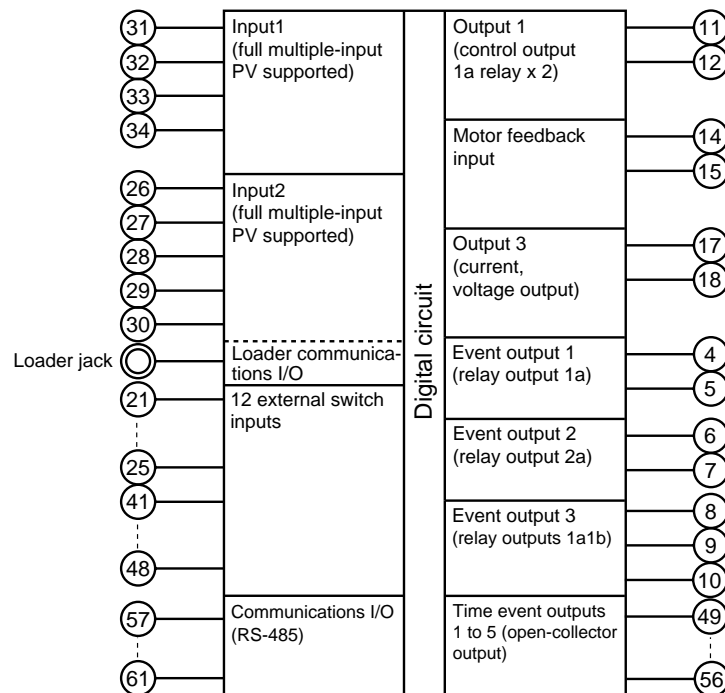 31
32
33
34
Input1
(full multiple-input
PV supported)
26
27
28
29
30
Input2
(full multiple-input
PV supported)
Loader jack
Loader communica-
tions I/O
21
25
41
48
12 external switch
inputs
57
61
Communications I/O
(RS-485)
Digital circuit
Output 1
(control output
1a relay x 2)
11
12
Motor feedback
input
14
15
Output 3
(current,
voltage output)
17
18
Event output 1
(relay output 1a)
4
5
Event output 2
(relay output 2a)
6
7
Event output 3
(relay outputs 1a1b)
8
9
10
Time event outputs
1 to 5 (open-collector
output)
49
56